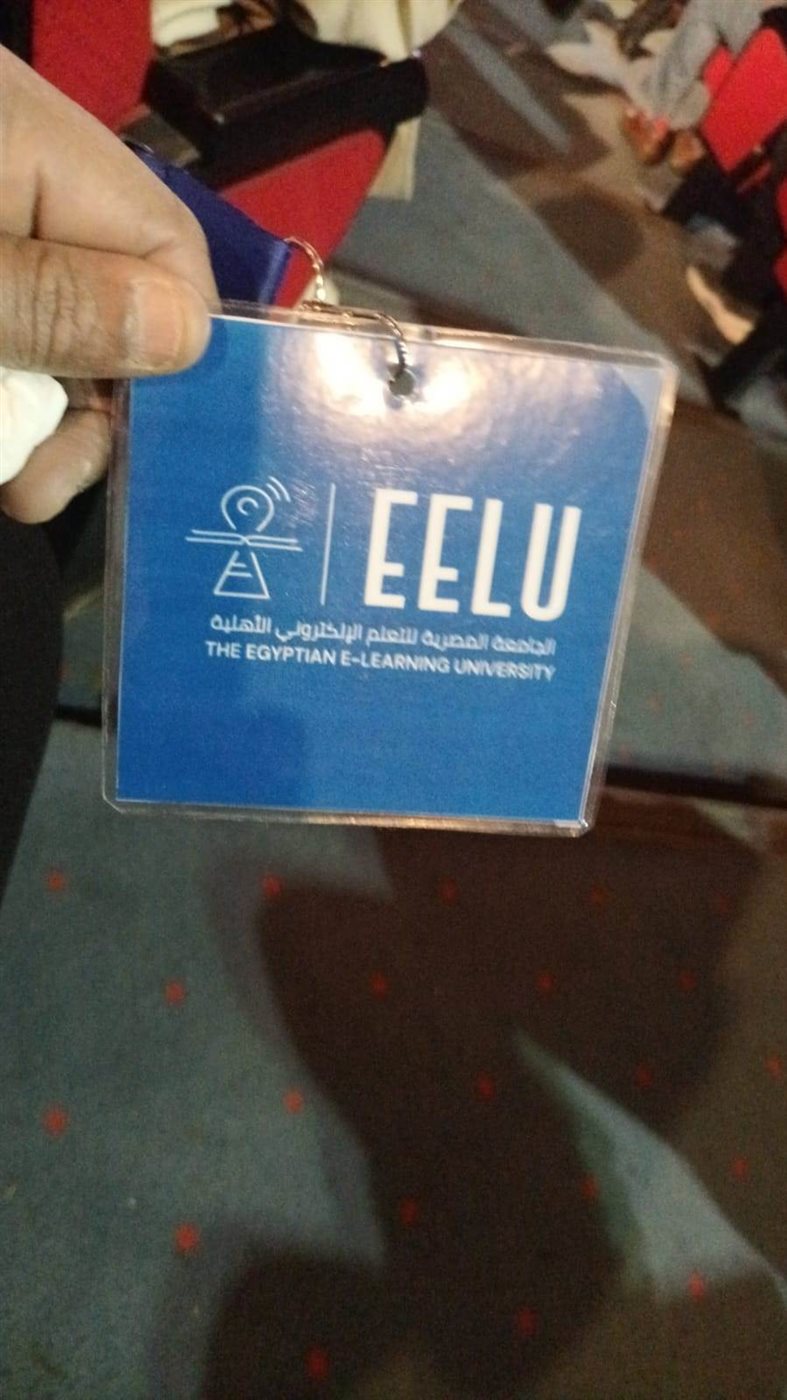 EELU
الجامعة المصرية للتعلم الإلكتروني الأهلية
THE EGYPTIAN E-LEARNING UNIVERSITY